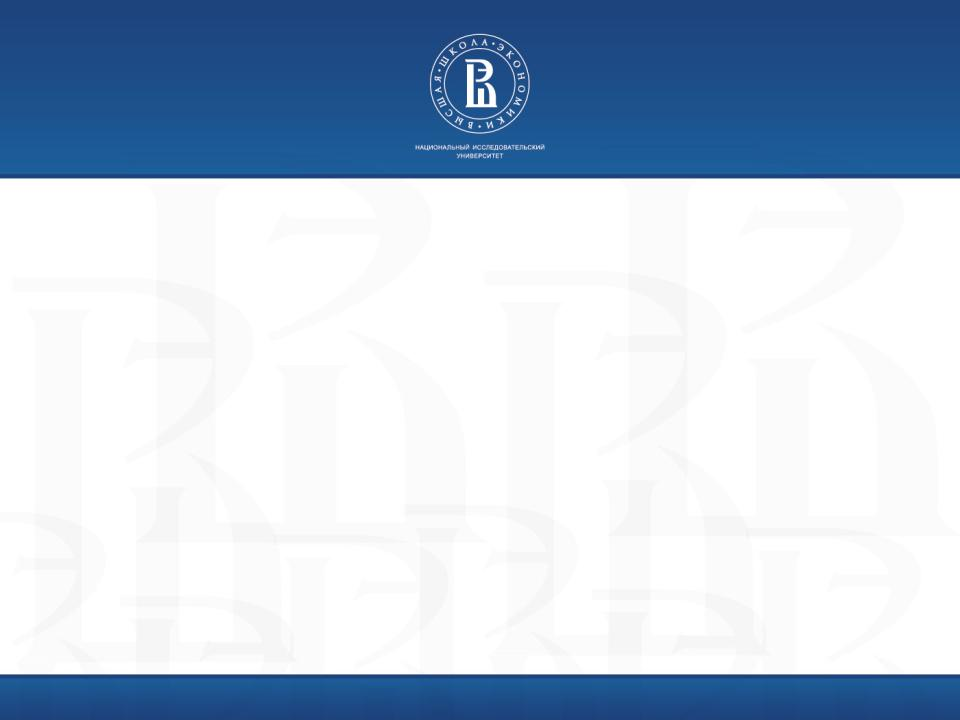 ВЫСШАЯ • ШКОЛА • ЭКОНОМИКИ •
НАЦИОНАЛЬНЫЙ ИССЛЕДОВАТЕЛЬСКИЙ
УНИВЕРСИТЕТ